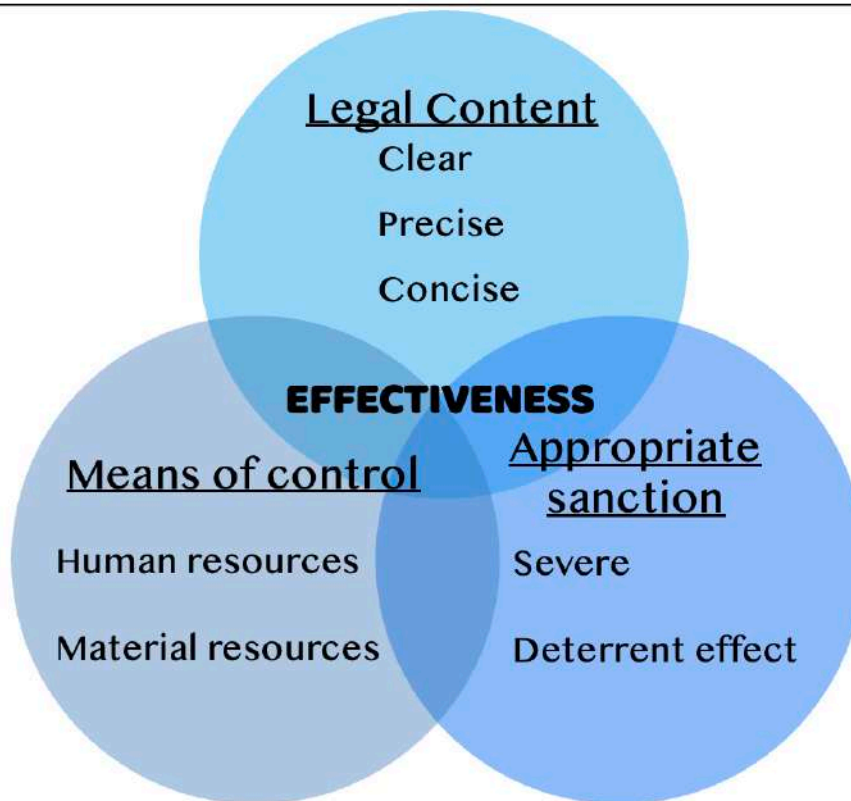 Legal Content
Clear
Precise
Concise
EFFECTIVENESS
Means of control
Human resources
Material resources
Appropriate
sanction
Severe
Deterrent effect